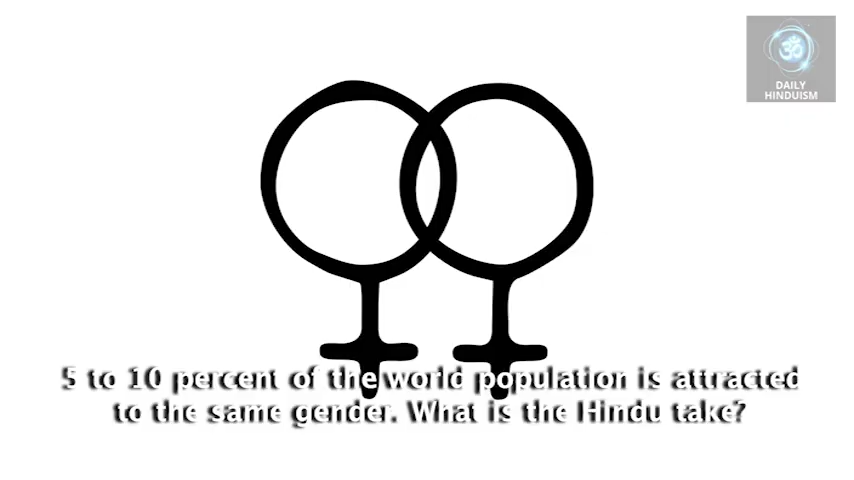 ॐ
DAILY
HINDUISM
5 to 10 percent of the world population is attracted
to the same gender. What is the Hindu take?